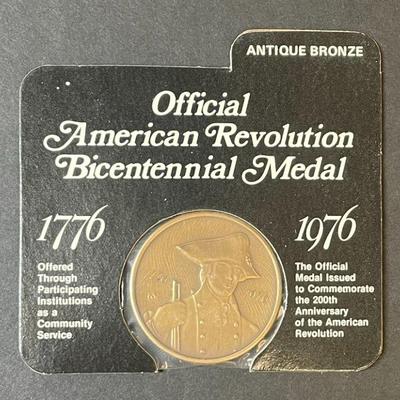 ANTIQUE BRONZE
Official
American Revolution
Bicentennial Medal
1776
Offered
Through
Participating
Institutions
as a
Community
Service
1976
The Official
Medal Issued
to Commemorate
the 200th
Anniversary
of the American
Revolution